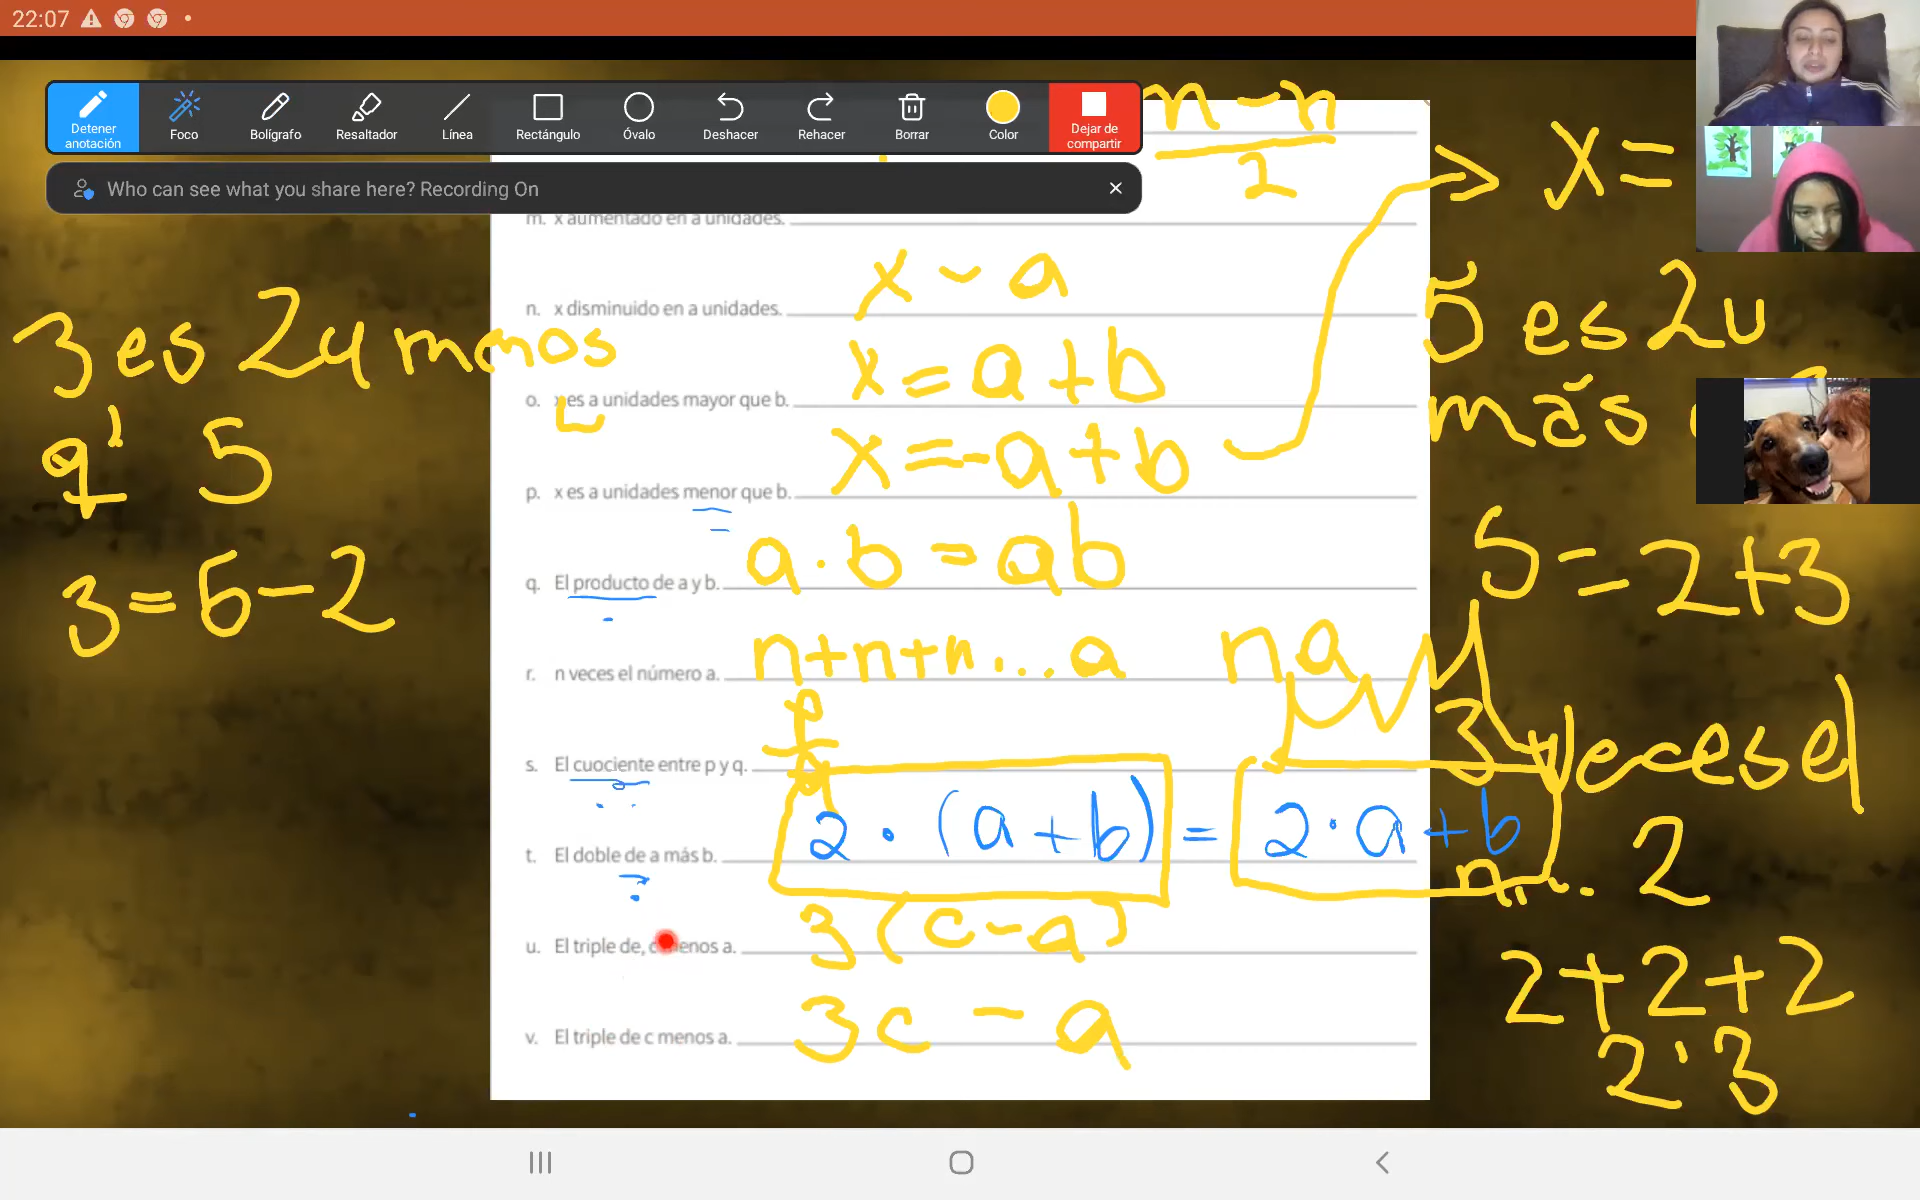 22:07
Detener anotación
Foco
Bolígrafo
Resaltador
Línea
Rectángulo
Óvalo
Deshacer
Rehacer
Borrar
Color
Dejar de compartir
Who can see what you share here? Recording On
n - n
2
x =
m. x aumentado en a unidades.
x - a
n. x disminuido en a unidades.
3 es 2u menos
q' 5
3 = 5 - 2
5 es 2u
más
5 = 2 + 3
x = a + b
o. x es a unidades mayor que b.
x = -a + b
p. x es a unidades menor que b.
a · b = ab
q. El producto de a y b.
n + n + n ... a na
r. n veces el número a.
p
s. El cuociente entre p y q.
3 veces el
2
2 · (a + b) = 2 · a + b
t. El doble de a más b.
3 (c - a)
u. El triple de, c menos a.
2 + 2 + 2
2 · 3
3c - a
v. El triple de c menos a.